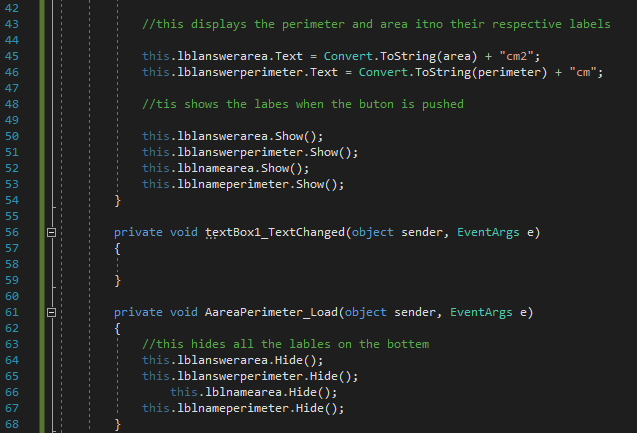 42
43 //this displays the perimeter and area itno their respective labels
44
45 this.lblanswerarea.Text = Convert.ToString(area) + "cm2";
46 this.lblanswerperimeter.Text = Convert.ToString(perimeter) + "cm";
47
48 //tis shows the labes when the buton is pushed
49
50 this.lblanswerarea.Show();
51 this.lblanswerperimeter.Show();
52 this.lblnamearea.Show();
53 this.lblnameperimeter.Show();
54 }
55
56 private void textBox1_TextChanged(object sender, EventArgs e)
57 {
58
59 }
60
61 private void AareaPerimeter_Load(object sender, EventArgs e)
62 {
63 //this hides all the lables on the bottem
64 this.lblanswerarea.Hide();
65 this.lblanswerperimeter.Hide();
66 this.lblnamearea.Hide();
67 this.lblnameperimeter.Hide();
68 }